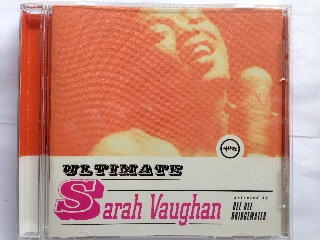 VERVE
ULTIMATE
Sarah Vaughan
selected by
DEE DEE
BRIDGEWATER